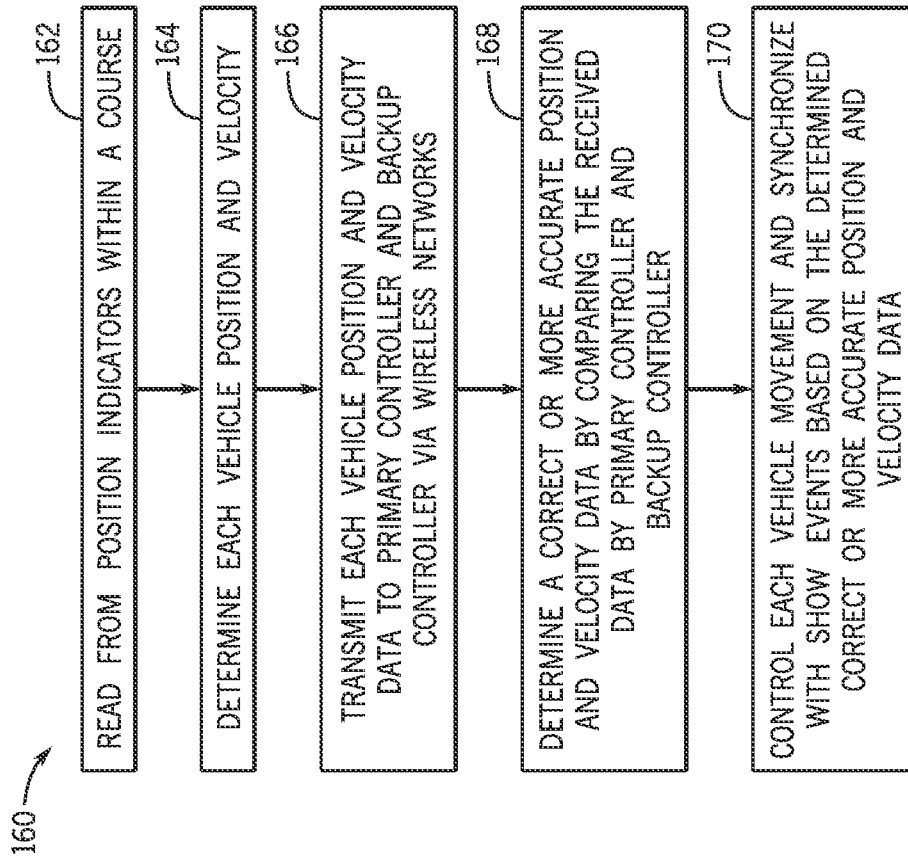 160
162
READ FROM POSITION INDICATORS WITHIN A COURSE
164
DETERMINE EACH VEHICLE POSITION AND VELOCITY
166
TRANSMIT EACH VEHICLE POSITION AND VELOCITY
DATA TO PRIMARY CONTROLLER AND BACKUP
CONTROLLER VIA WIRELESS NETWORKS
168
DETERMINE A CORRECT OR MORE ACCURATE POSITION
AND VELOCITY DATA BY COMPARING THE RECEIVED
DATA BY PRIMARY CONTROLLER AND
BACKUP CONTROLLER
170
CONTROL EACH VEHICLE MOVEMENT AND SYNCHRONIZE
WITH SHOW EVENTS BASED ON THE DETERMINED
CORRECT OR MORE ACCURATE POSITION AND
VELOCITY DATA